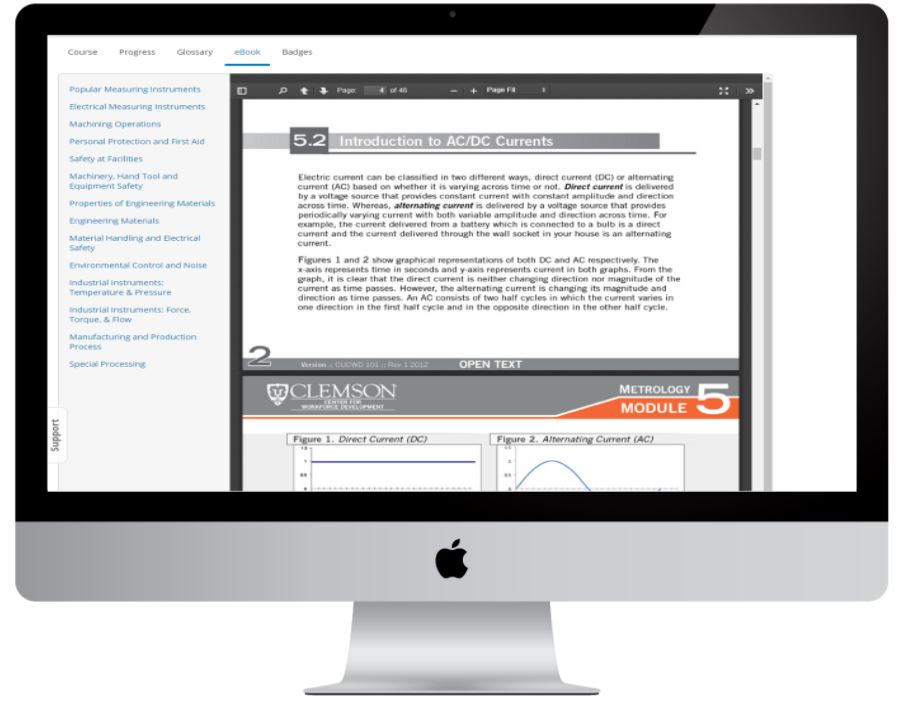 Course Progress Glossary eBook Badges
Popular Measuring Instruments
Electrical Measuring Instruments
Machining Operations
Personal Protection and First Aid
Safety at Facilities
Machinery, Hand Tool and
Equipment Safety
Properties of Engineering Materials
Engineering Materials
Material Handling and Electrical
Safety
Environmental Control and Noise
Industrial Instruments:
Temperature & Pressure
Industrial Instruments: Force,
Torque, & Flow
Manufacturing and Production
Process
Special Processing
Support
Page: 4 of 46 Page Fit
5.2 Introduction to AC/DC Currents
Electric current can be classified in two different ways, direct current (DC) or alternating
current (AC) based on whether it is varying across time or not. Direct current is delivered
by a voltage source that provides constant current with constant amplitude and direction
across time. Whereas, alternating current is delivered by a voltage source that provides
periodically varying current with both variable amplitude and direction across time. For
example, the current delivered from a battery which is connected to a bulb is a direct
current and the current delivered through the wall socket in your house is an alternating
current.
Figures 1 and 2 show graphical representations of both DC and AC respectively. The
x-axis represents time in seconds and y-axis represents current in both graphs. From the
graph, it is clear that the direct current is neither changing direction nor magnitude of the
current as time passes. However, the alternating current is changing its magnitude and
direction as time passes. An AC consists of two half cycles in which the current varies in
one direction in the first half cycle and in the opposite direction in the other half cycle.
2 Version : CUCWD 101 :: Rev 1 2012 OPEN TEXT
CLEMSON
CENTER FOR
WORKFORCE DEVELOPMENT
METROLOGY
MODULE 5
Figure 1. Direct Current (DC)
1.5
1
0.5
0
Figure 2. Alternating Current (AC)
1.5
1
0.5
0